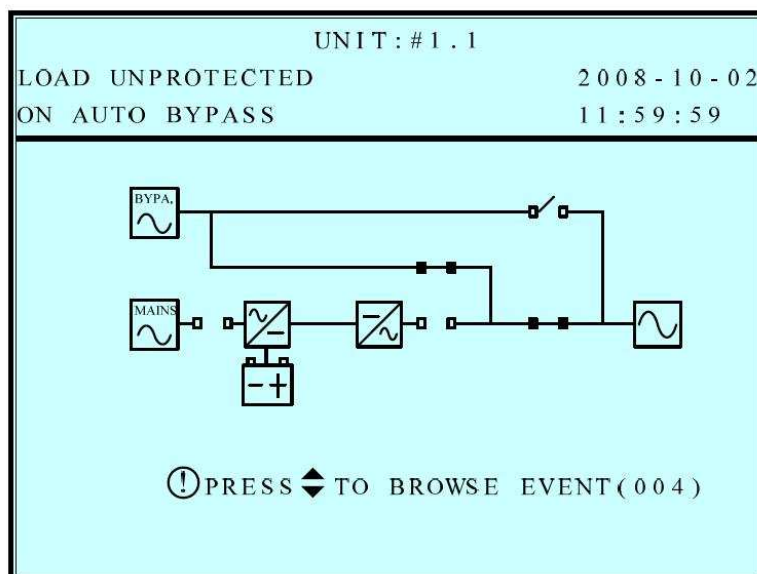 UNIT:#1.1
LOAD UNPROTECTED 2008-10-02
ON AUTO BYPASS 11:59:59
BYPA.
MAINS
PRESS TO BROWSE EVENT(004)